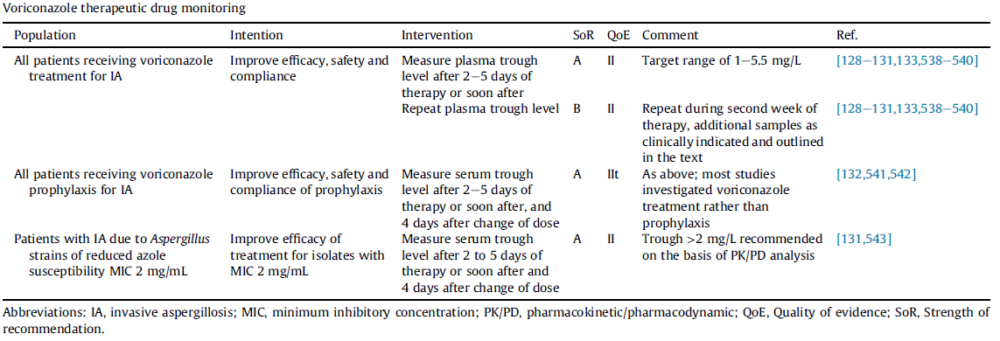 Voriconazole therapeutic drug monitoring
Population Intention Intervention SoR QoE Comment Ref.
All patients receiving voriconazole Improve efficacy, safety and Measure plasma trough A II Target range of 1−5.5 mg/L [128−131,133,538−540]
treatment for IA compliance level after 2−5 days of
therapy or soon after
Repeat plasma trough level B II Repeat during second week of [128−131,133,538−540]
therapy, additional samples as
clinically indicated and outlined
in the text
All patients receiving voriconazole Improve efficacy, safety and Measure serum trough A IIt As above; most studies [132,541,542]
prophylaxis for IA compliance of prophylaxis level after 2−5 days of investigated voriconazole
therapy or soon after, and treatment rather than
4 days after change of dose prophylaxis
Patients with IA due to Aspergillus Improve efficacy of Measure serum trough A II Trough >2 mg/L recommended [131,543]
strains of reduced azole treatment for isolates with level after 2 to 5 days of on the basis of PK/PD analysis
susceptibility MIC 2 mg/mL MIC 2 mg/mL therapy or soon after and
4 days after change of dose
Abbreviations: IA, invasive aspergillosis; MIC, minimum inhibitory concentration; PK/PD, pharmacokinetic/pharmacodynamic; QoE, Quality of evidence; SoR, Strength of
recommendation.